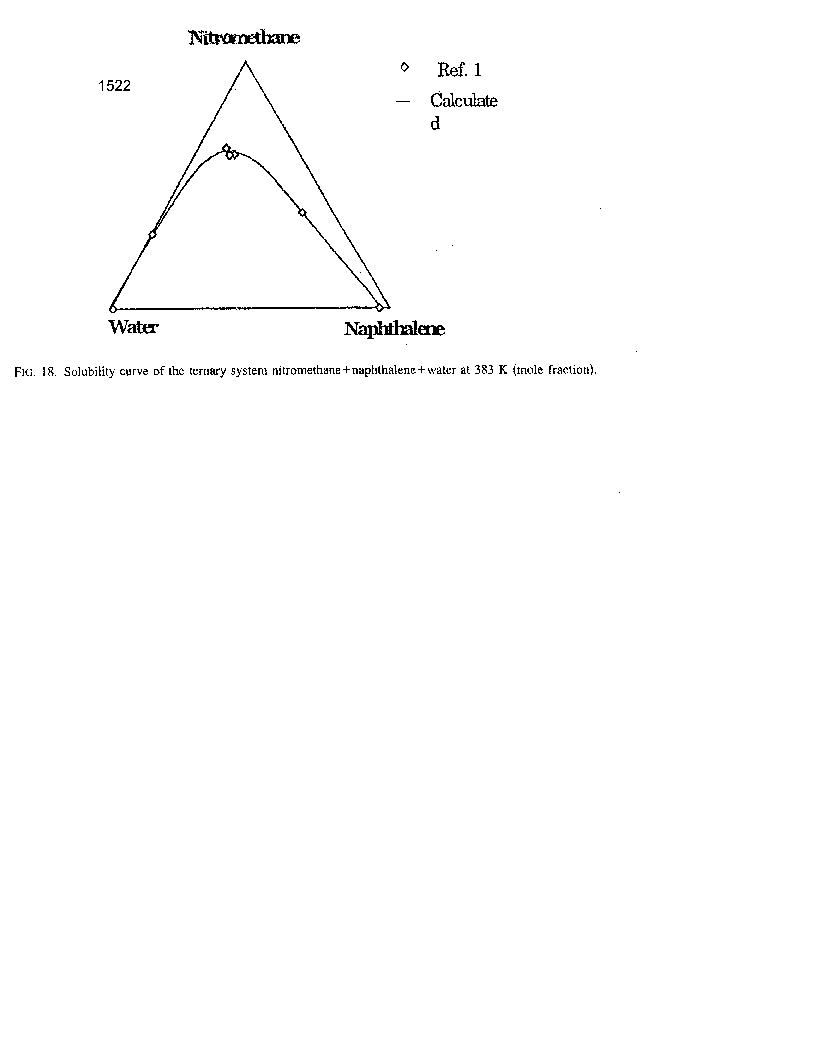 Nitromethane
1522
Ref. 1
— Calculate
d
Water
Naphthalene
FIG. 18. Solubility curve of the ternary system nitromethane+naphthalene+water at 383 K (mole fraction).